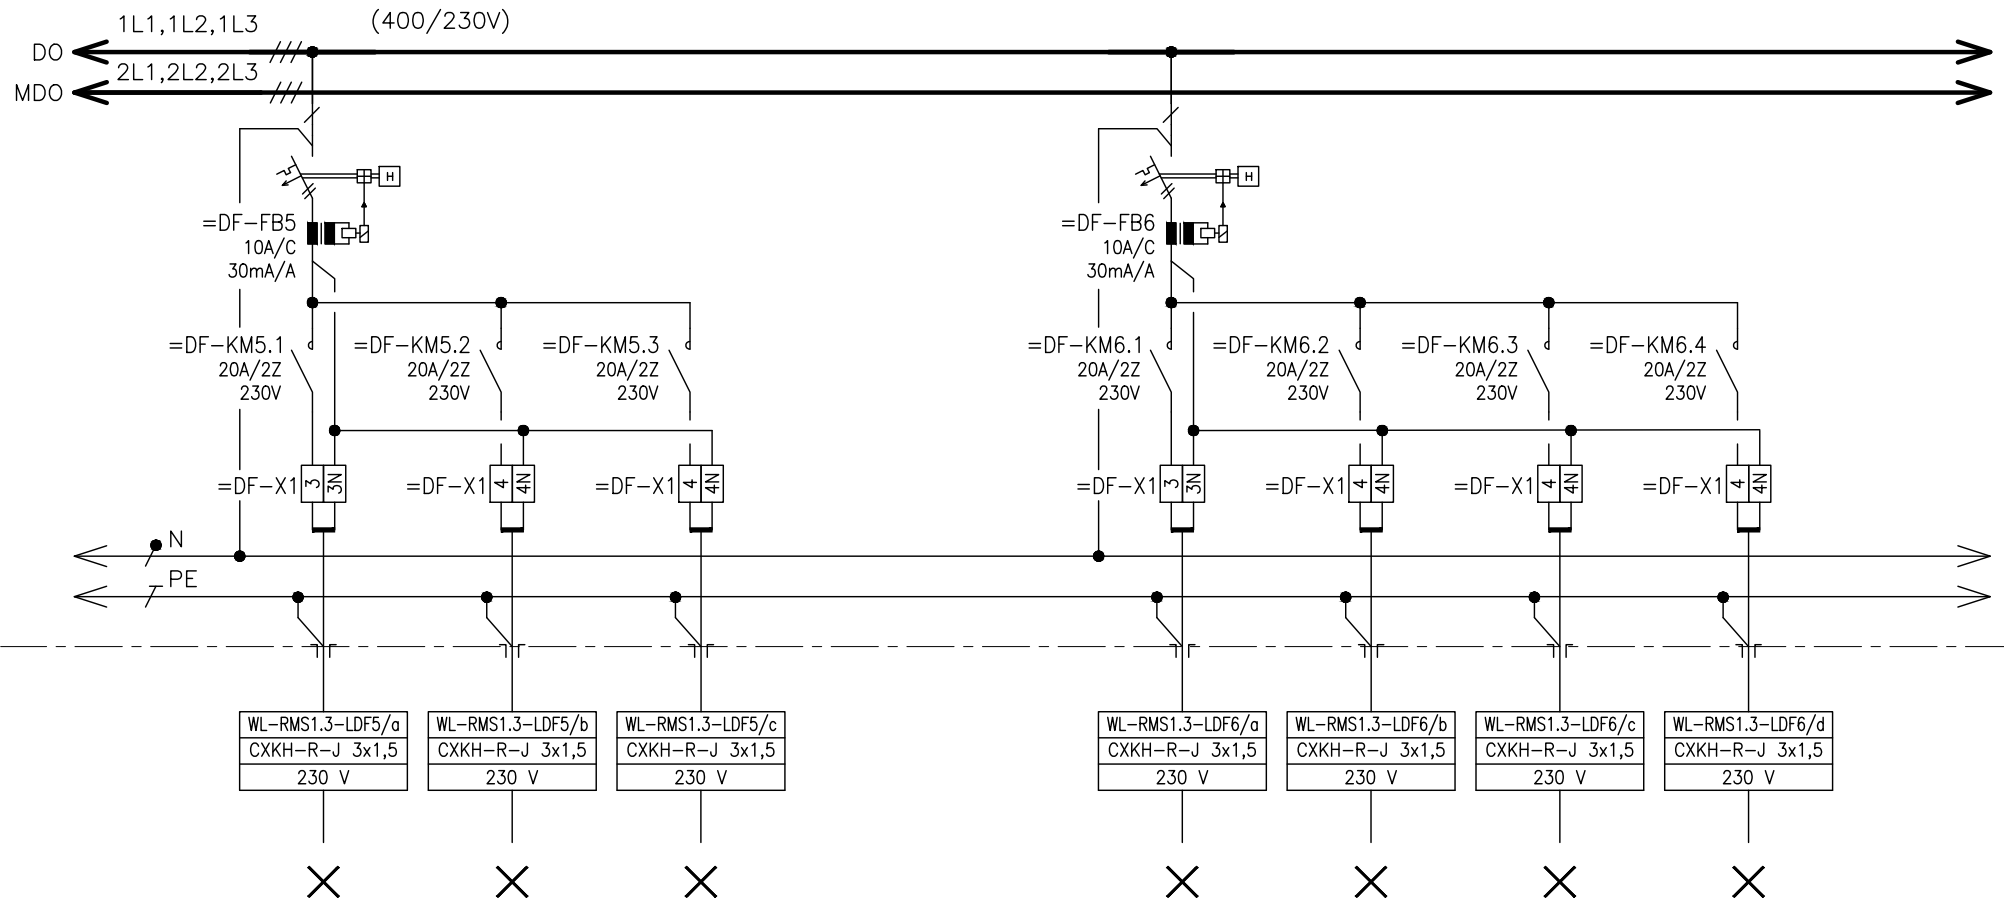 1L1,1L2,1L3 (400/230V)
DO
2L1,2L2,2L3
MDO
H H
=DF-FB5 =DF-FB6
10A/C 10A/C
30mA/A 30mA/A
=DF-KM5.1 =DF-KM5.2 =DF-KM5.3 =DF-KM6.1 =DF-KM6.2 =DF-KM6.3 =DF-KM6.4
20A/2Z 20A/2Z 20A/2Z 20A/2Z 20A/2Z 20A/2Z 20A/2Z
230V 230V 230V 230V 230V 230V 230V
=DF-X1 3 3N =DF-X1 4 4N =DF-X1 4 4N =DF-X1 3 3N =DF-X1 4 4N =DF-X1 4 4N =DF-X1 4 4N
N
PE
WL-RMS1.3-LDF5/a WL-RMS1.3-LDF5/b WL-RMS1.3-LDF5/c WL-RMS1.3-LDF6/a WL-RMS1.3-LDF6/b WL-RMS1.3-LDF6/c WL-RMS1.3-LDF6/d
CXKH-R-J 3x1,5 CXKH-R-J 3x1,5 CXKH-R-J 3x1,5 CXKH-R-J 3x1,5 CXKH-R-J 3x1,5 CXKH-R-J 3x1,5 CXKH-R-J 3x1,5
230 V 230 V 230 V 230 V 230 V 230 V 230 V